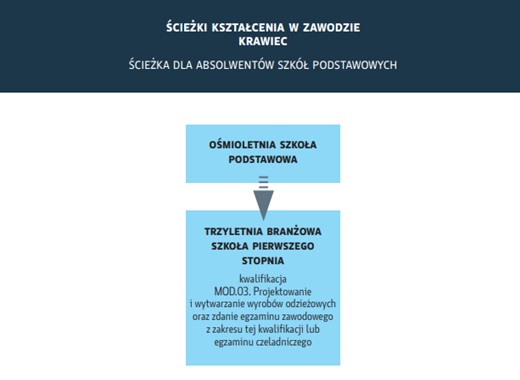 ŚCIEŻKI KSZTAŁCENIA W ZAWODZIE
KRAWIEC
ŚCIEŻKA DLA ABSOLWENTÓW SZKÓŁ PODSTAWOWYCH
OŚMIOLETNIA SZKOŁA
PODSTAWOWA
TRZYLETNIA BRANŻOWA
SZKOŁA PIERWSZEGO
STOPNIA
kwalifikacja
MOD.03. Projektowanie
i wytwarzanie wyrobów odzieżowych
oraz zdanie egzaminu zawodowego
z zakresu tej kwalifikacji lub
egzaminu czeladniczego